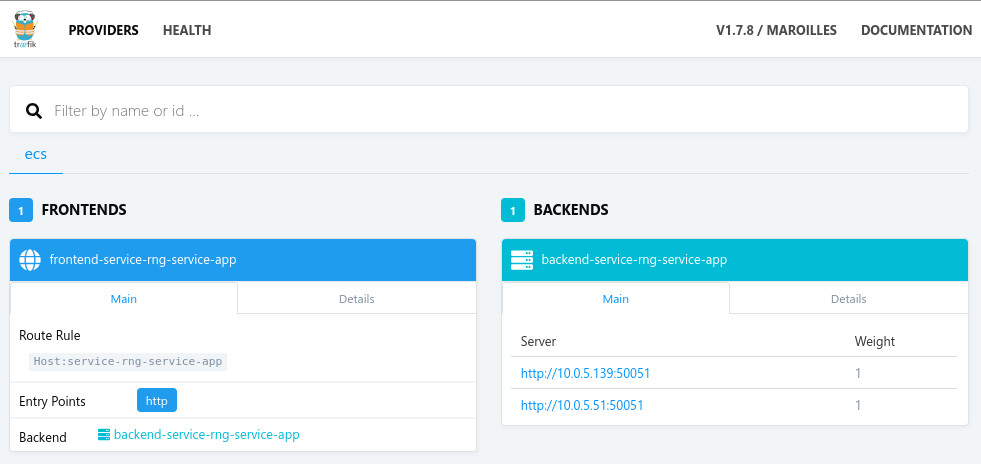 træfik
PROVIDERS HEALTH V1.7.8 / MAROILLES DOCUMENTATION
Filter by name or id ...
ecs
1 FRONTENDS
frontend-service-rng-service-app
Main Details
Route Rule
Host:service-rng-service-app
Entry Points http
Backend backend-service-rng-service-app
1 BACKENDS
backend-service-rng-service-app
Main Details
Server Weight
http://10.0.5.139:50051 1
http://10.0.5.51:50051 1